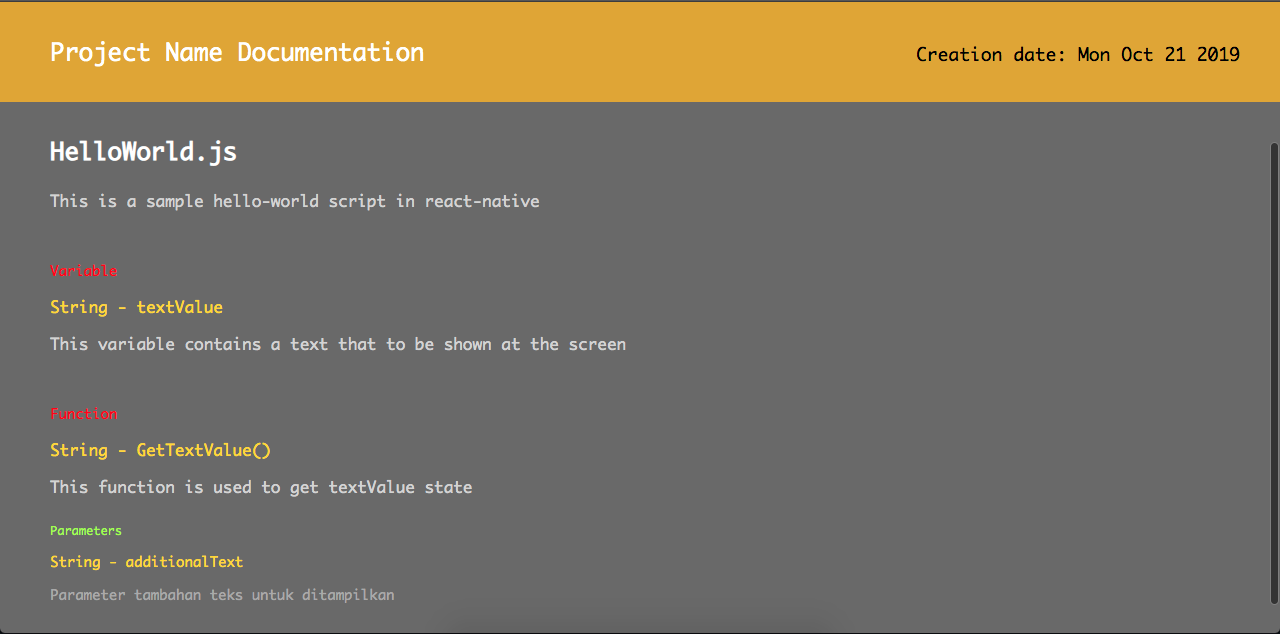 Project Name Documentation
Creation date: Mon Oct 21 2019
HelloWorld.js
This is a sample hello-world script in react-native
Variable
String - textValue
This variable contains a text that to be shown at the screen
Function
String - GetTextValue()
This function is used to get textValue state
Parameters
String - additionalText
Parameter tambahan teks untuk ditampilkan